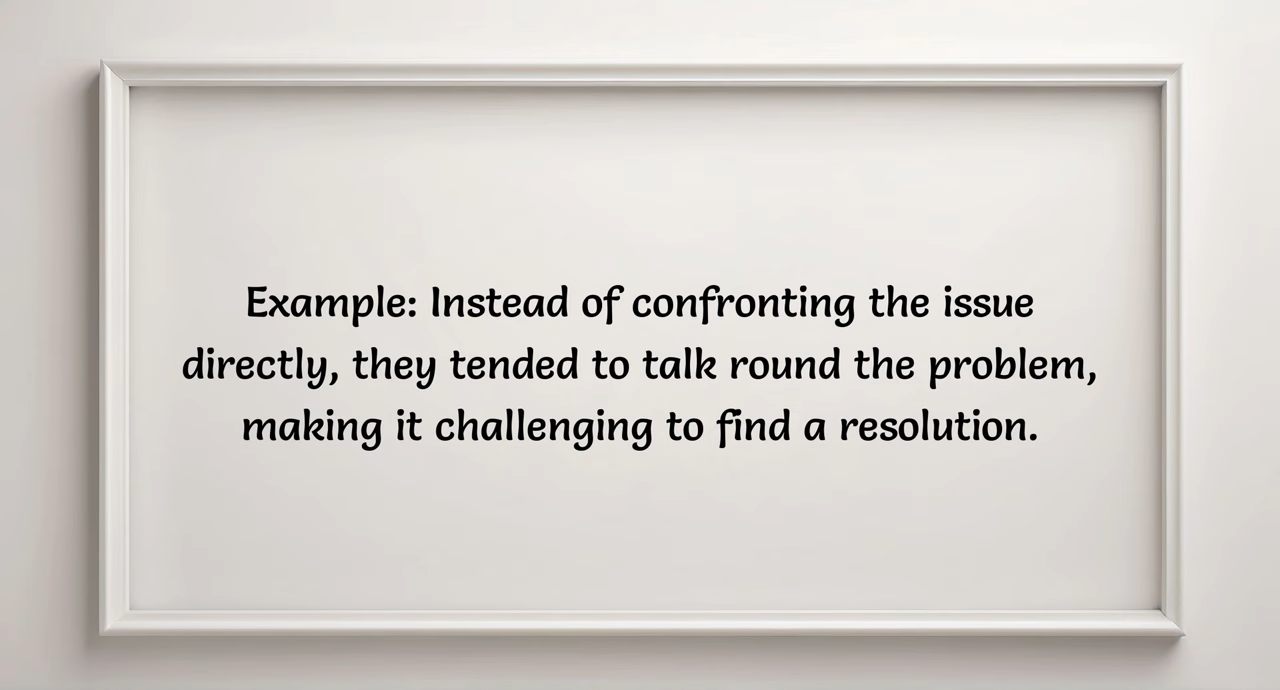 Example: Instead of confronting the issue
directly, they tended to talk round the problem,
making it challenging to find a resolution.